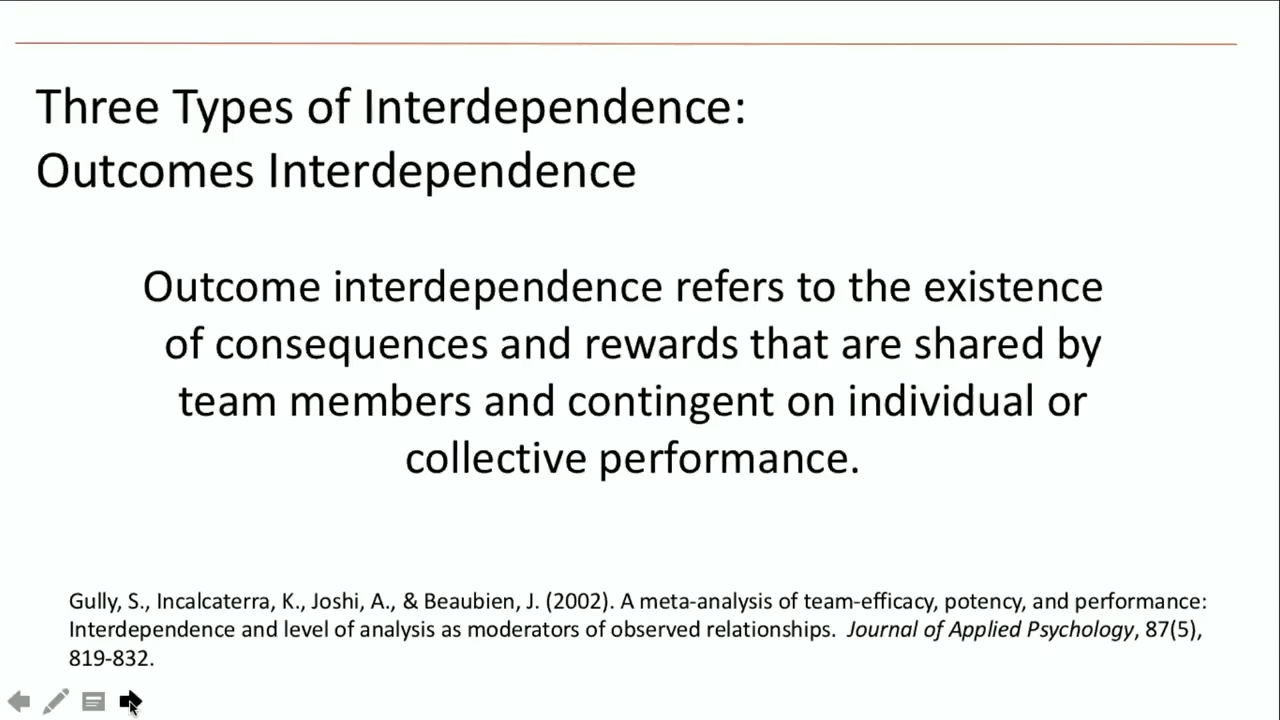 Three Types of Interdependence:
Outcomes Interdependence
Outcome interdependence refers to the existence
of consequences and rewards that are shared by
team members and contingent on individual or
collective performance.
Gully, S., Incalcaterra, K., Joshi, A., & Beaubien, J. (2002). A meta-analysis of team-efficacy, potency, and performance:
Interdependence and level of analysis as moderators of observed relationships. Journal of Applied Psychology, 87(5),
819-832.